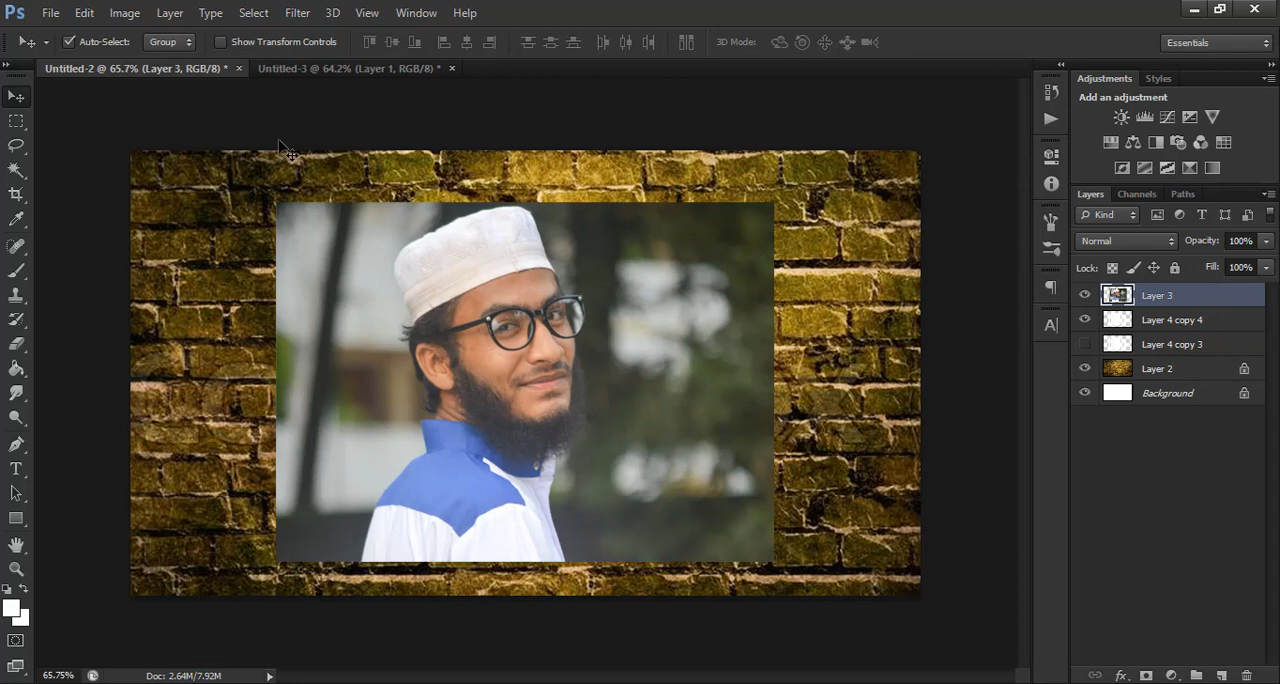 Ps File Edit Image Layer Type Select Filter 3D View Window Help
Auto-Select: Group Show Transform Controls 3D Mode: Essentials
Untitled-2 @ 65.7% (Layer 3, RGB/8) * × Untitled-3 @ 64.2% (Layer 1, RGB/8) * ×
Adjustments Styles
Add an adjustment
Layers Channels Paths
Kind
Normal Opacity: 100%
Lock: Fill: 100%
Layer 3
Layer 4 copy 4
Layer 4 copy 3
Layer 2
Background
65.75% Doc: 2.64M/7.92M